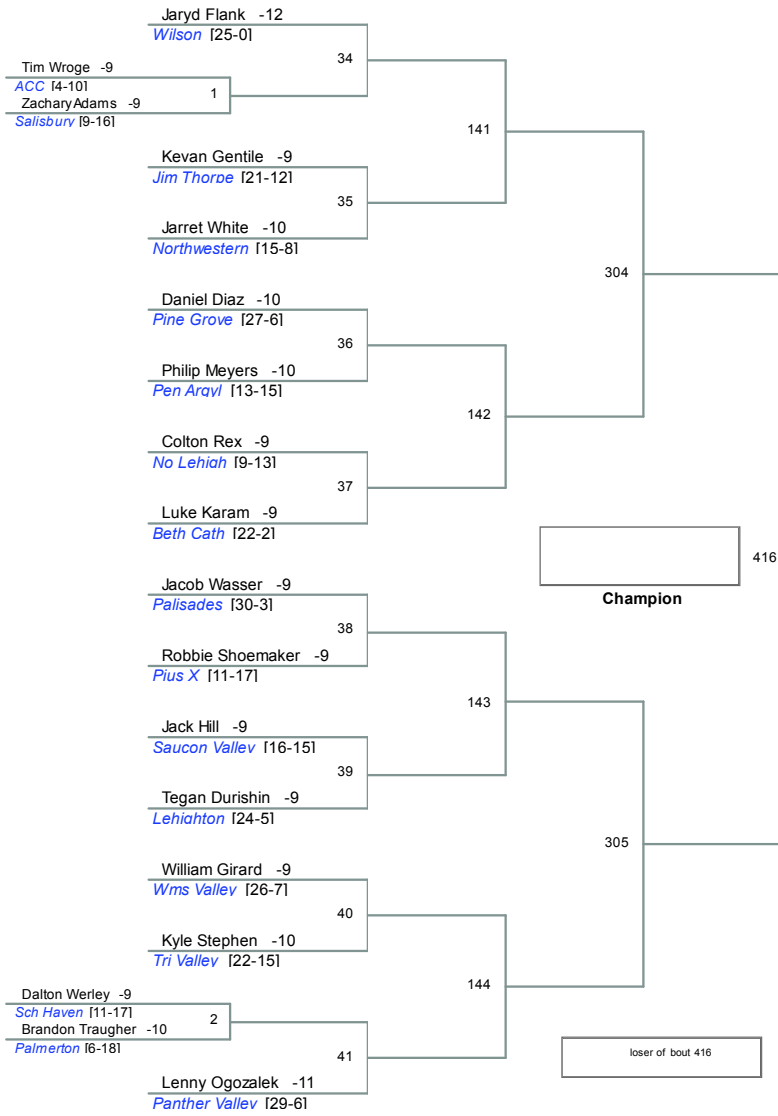 Jaryd Flank -12
Wilson [25-0]
34
Tim Wroge -9
ACC [4-10]
1
Zachary Adams -9
Salisbury [9-16]
141
Kevan Gentile -9
Jim Thorpe [21-12]
35
Jarret White -10
Northwestern [15-8]
304
Daniel Diaz -10
Pine Grove [27-6]
36
Philip Meyers -10
Pen Argyl [13-15]
142
Colton Rex -9
No Lehigh [9-13]
37
Luke Karam -9
Beth Cath [22-2]
416
Champion
Jacob Wasser -9
Palisades [30-3]
38
Robbie Shoemaker -9
Pius X [11-17]
143
Jack Hill -9
Saucon Valley [16-15]
39
Tegan Durishin -9
Lehighton [24-5]
305
William Girard -9
Wms Valley [26-7]
40
Kyle Stephen -10
Tri Valley [22-15]
144
Dalton Werley -9
Sch Haven [11-17]
2
Brandon Traugher -10
Palmerton [6-18]
loser of bout 416
41
Lenny Ogozalek -11
Panther Valley [29-6]